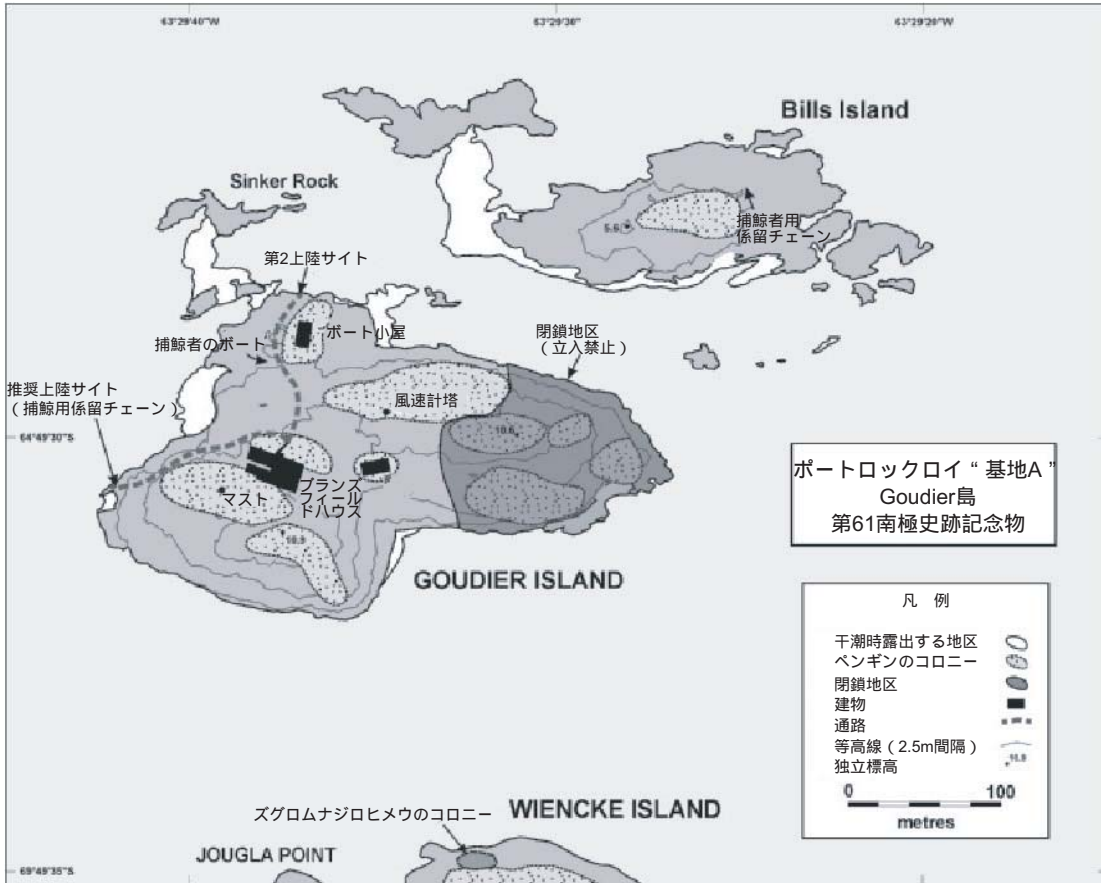 63°29'40"W
63°29'30"
63°29'20"W
Bills Island
Sinker Rock
捕鯨者用
係留チェーン
5.6
第2上陸サイト
ボート小屋
捕鯨者のボート
閉鎖地区
（立入禁止）
推奨上陸サイト
（捕鯨用係留チェーン）
風速計塔
64°49'30"S
マスト
ブランズ
フィール
ドハウス
GOUDIER ISLAND
ポートロックロイ “ 基地A ”
Goudier島
第61南極史跡記念物
凡 例
干潮時露出する地区
ペンギンのコロニー
閉鎖地区
建物
通路
等高線（2.5m間隔）
独立標高
0 100
metres
ズグロムナジロヒメウのコロニー
WIENCKE ISLAND
JOUGLA POINT
69°49'35"S